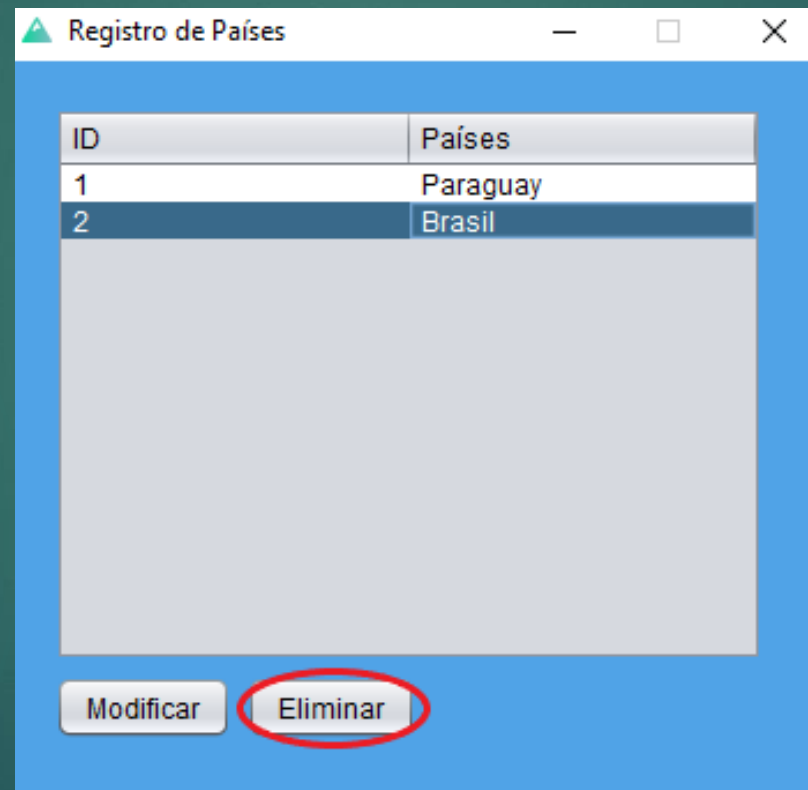 Registro de Países
ID Países
1 Paraguay
2 Brasil
Modificar Eliminar